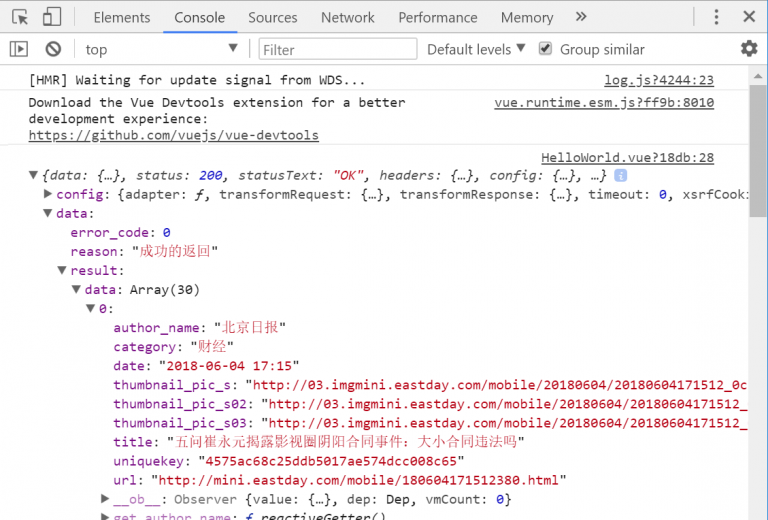 Elements Console Sources Network Performance Memory »
top Filter Default levels Group similar
[HMR] Waiting for update signal from WDS... log.js?4244:23
Download the Vue Devtools extension for a better vue.runtime.esm.js?ff9b:8010
development experience:
https://github.com/vuejs/vue-devtools
HelloWorld.vue?18db:28
{data: {…}, status: 200, statusText: "OK", headers: {…}, config: {…}, …} i
config: {adapter: ƒ, transformRequest: {…}, transformResponse: {…}, timeout: 0, xsrfCooki
data:
error_code: 0
reason: "成功的返回"
result:
data: Array(30)
0:
author_name: "北京日报"
category: "财经"
date: "2018-06-04 17:15"
thumbnail_pic_s: "http://03.imgmini.eastday.com/mobile/20180604/20180604171512_0c
thumbnail_pic_s02: "http://03.imgmini.eastday.com/mobile/20180604/20180604171512_
thumbnail_pic_s03: "http://03.imgmini.eastday.com/mobile/20180604/20180604171512_
title: "五问崔永元揭露影视圈阴阳合同事件：大小合同违法吗"
uniquekey: "4575ac68c25ddb5017ae574dcc008c65"
url: "http://mini.eastday.com/mobile/180604171512380.html"
__ob__: Observer {value: {…}, dep: Dep, vmCount: 0}
get author_name: ƒ reactiveGetter()